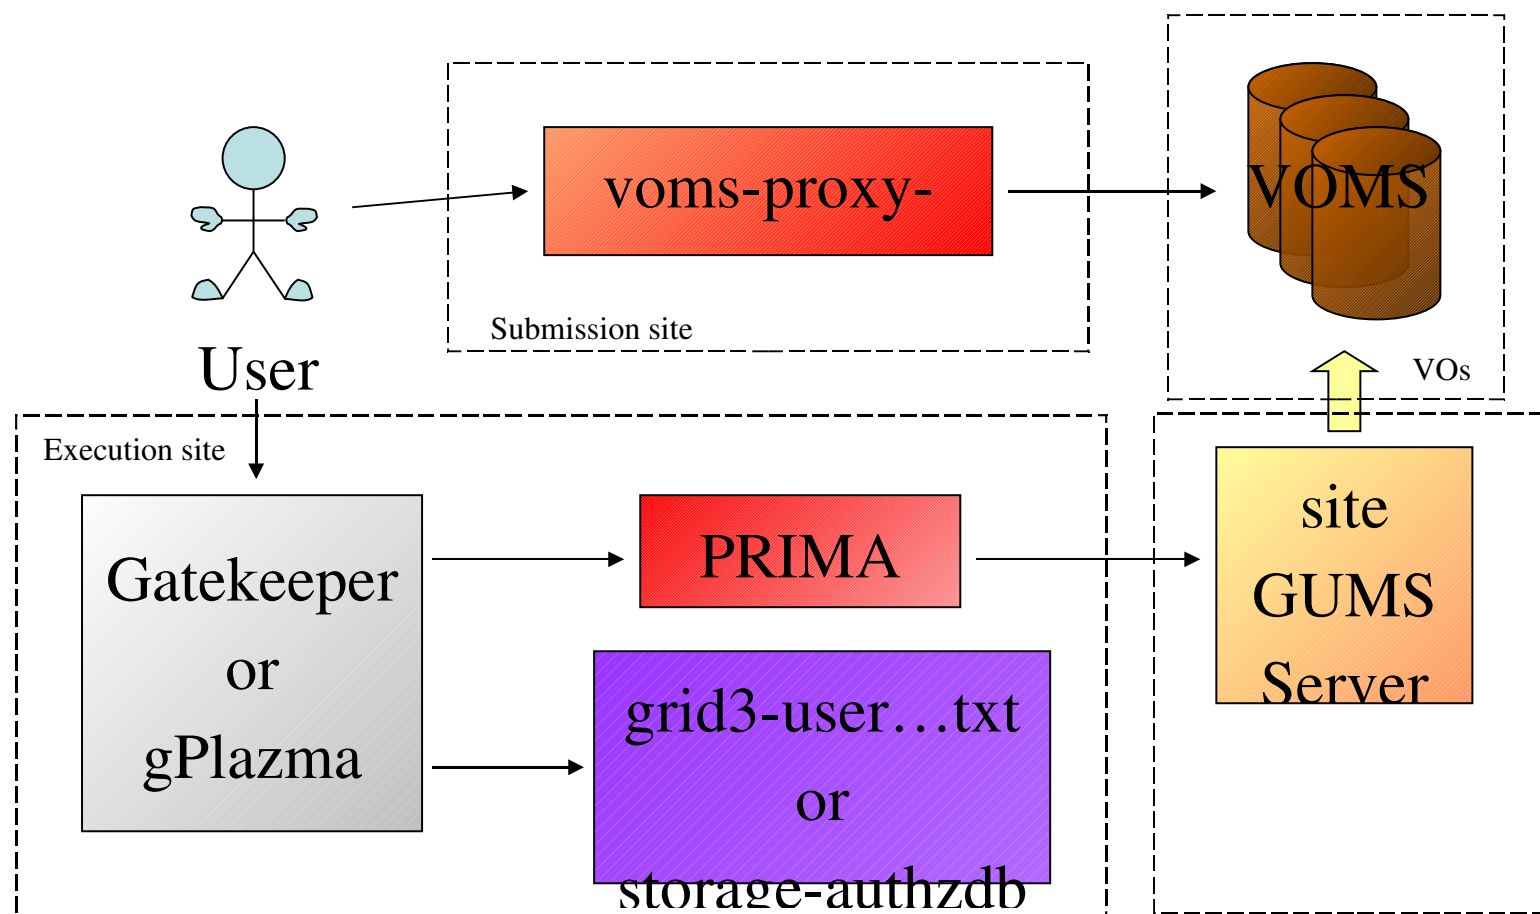 voms-proxy-
VOMS
Submission site
User
VOs
Execution site
Gatekeeper
or
gPlazma
PRIMA
grid3-user…txt
or
storage-authzdb
site
GUMS
Server